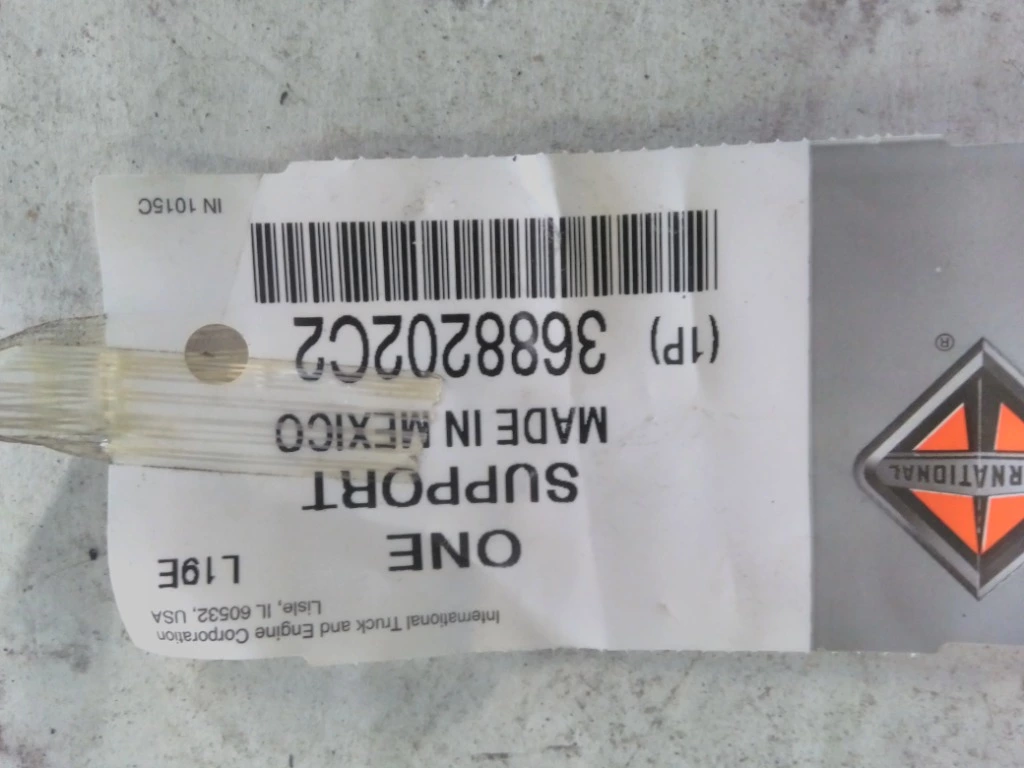 International Truck and Engine Corporation
Lisle, IL 60532, USA
L19E
ONE
SUPPORT
MADE IN MEXICO
(1P) 3688202C2
IN 1015C
RNATIONAL
®